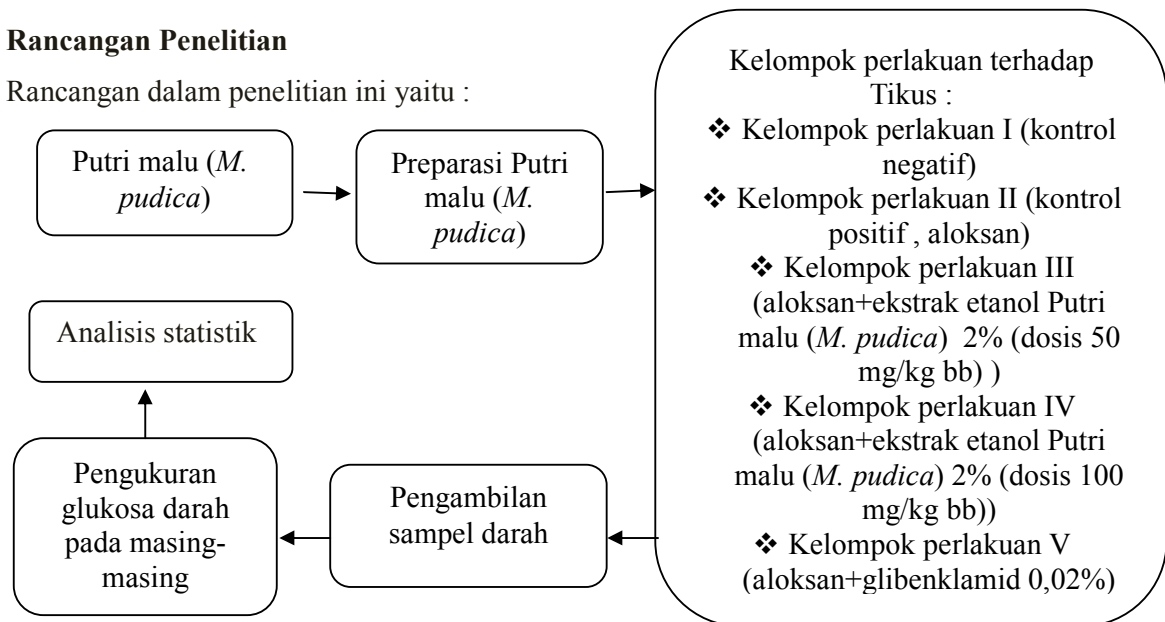 Rancangan Penelitian
Rancangan dalam penelitian ini yaitu :
Putri malu (M.
pudica)
Preparasi Putri
malu (M.
pudica)
Kelompok perlakuan terhadap
Tikus :
❖ Kelompok perlakuan I (kontrol
negatif)
❖ Kelompok perlakuan II (kontrol
positif , aloksan)
❖ Kelompok perlakuan III
(aloksan+ekstrak etanol Putri
malu (M. pudica) 2% (dosis 50
mg/kg bb) )
❖ Kelompok perlakuan IV
(aloksan+ekstrak etanol Putri
malu (M. pudica) 2% (dosis 100
mg/kg bb))
❖ Kelompok perlakuan V
(aloksan+glibenklamid 0,02%)
Pengambilan
sampel darah
Pengukuran
glukosa darah
pada masing-
masing
Analisis statistik